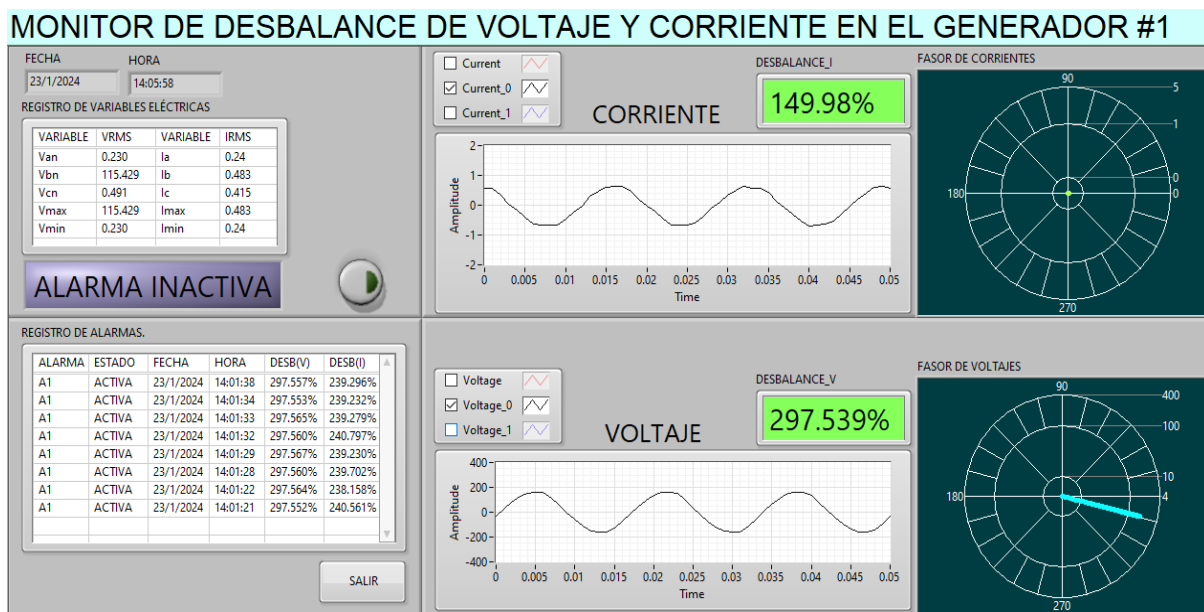 MONITOR DE DESBALANCE DE VOLTAJE Y CORRIENTE EN EL GENERADOR #1
FECHA HORA
23/1/2024 14:05:58
REGISTRO DE VARIABLES ELÉCTRICAS
VARIABLE VRMS VARIABLE IRMS
Van 0.230 Ia 0.24
Vbn 115.429 Ib 0.483
Vcn 0.491 Ic 0.415
Vmax 115.429 Imax 0.483
Vmin 0.230 Imin 0.24
ALARMA INACTIVA
Current
Current_0
Current_1
CORRIENTE
DESBALANCE_I
149.98%
Amplitude
2
1
0
-1
-2
0 0.005 0.01 0.015 0.02 0.025 0.03 0.035 0.04 0.045 0.05
Time
FASOR DE CORRIENTES
90
5
1
0
180 0
270
REGISTRO DE ALARMAS.
ALARMA ESTADO FECHA HORA DESB(V) DESB(I)
A1 ACTIVA 23/1/2024 14:01:38 297.557% 239.296%
A1 ACTIVA 23/1/2024 14:01:34 297.553% 239.232%
A1 ACTIVA 23/1/2024 14:01:33 297.565% 239.279%
A1 ACTIVA 23/1/2024 14:01:32 297.560% 240.797%
A1 ACTIVA 23/1/2024 14:01:29 297.567% 239.230%
A1 ACTIVA 23/1/2024 14:01:28 297.560% 239.702%
A1 ACTIVA 23/1/2024 14:01:22 297.564% 238.158%
A1 ACTIVA 23/1/2024 14:01:21 297.552% 240.561%
SALIR
Voltage
Voltage_0
Voltage_1
VOLTAJE
DESBALANCE_V
297.539%
Amplitude
400
200
0
-200
-400
0 0.005 0.01 0.015 0.02 0.025 0.03 0.035 0.04 0.045 0.05
Time
FASOR DE VOLTAJES
90
400
100
10
180 4
270